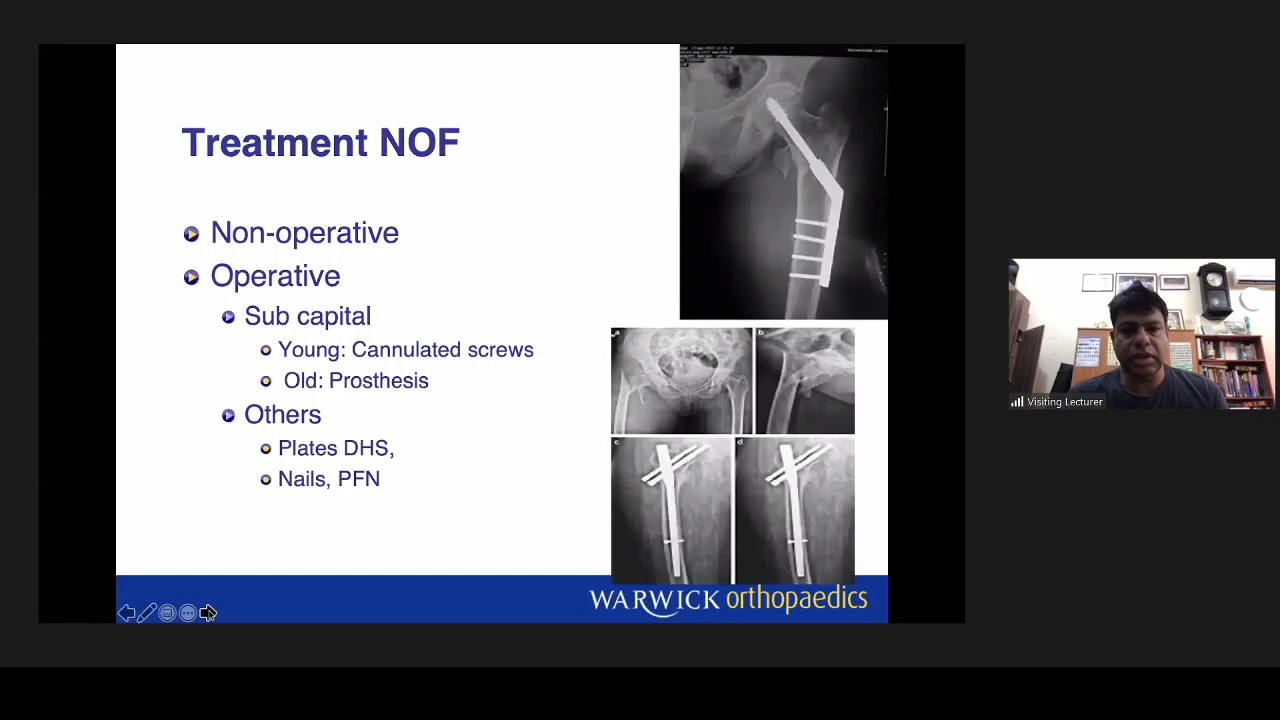 Treatment NOF
Non-operative
Operative
Sub capital
Young: Cannulated screws
Old: Prosthesis
Others
Plates DHS,
Nails, PFN
a
b
c
d
WARWICK orthopaedics
Visiting Lecturer